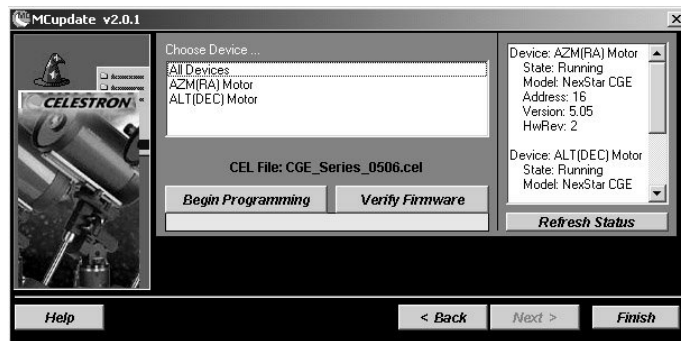 MCupdate v2.0.1
CELESTRON
Choose Device ...
All Devices
AZM(RA) Motor
ALT(DEC) Motor
CEL File: CGE_Series_0506.cel
Begin Programming
Verify Firmware
Device: AZM(RA) Motor
State: Running
Model: NexStar CGE
Address: 16
Version: 5.05
HwRev: 2
Device: ALT(DEC) Motor
State: Running
Model: NexStar CGE
Refresh Status
Help
< Back
Next >
Finish